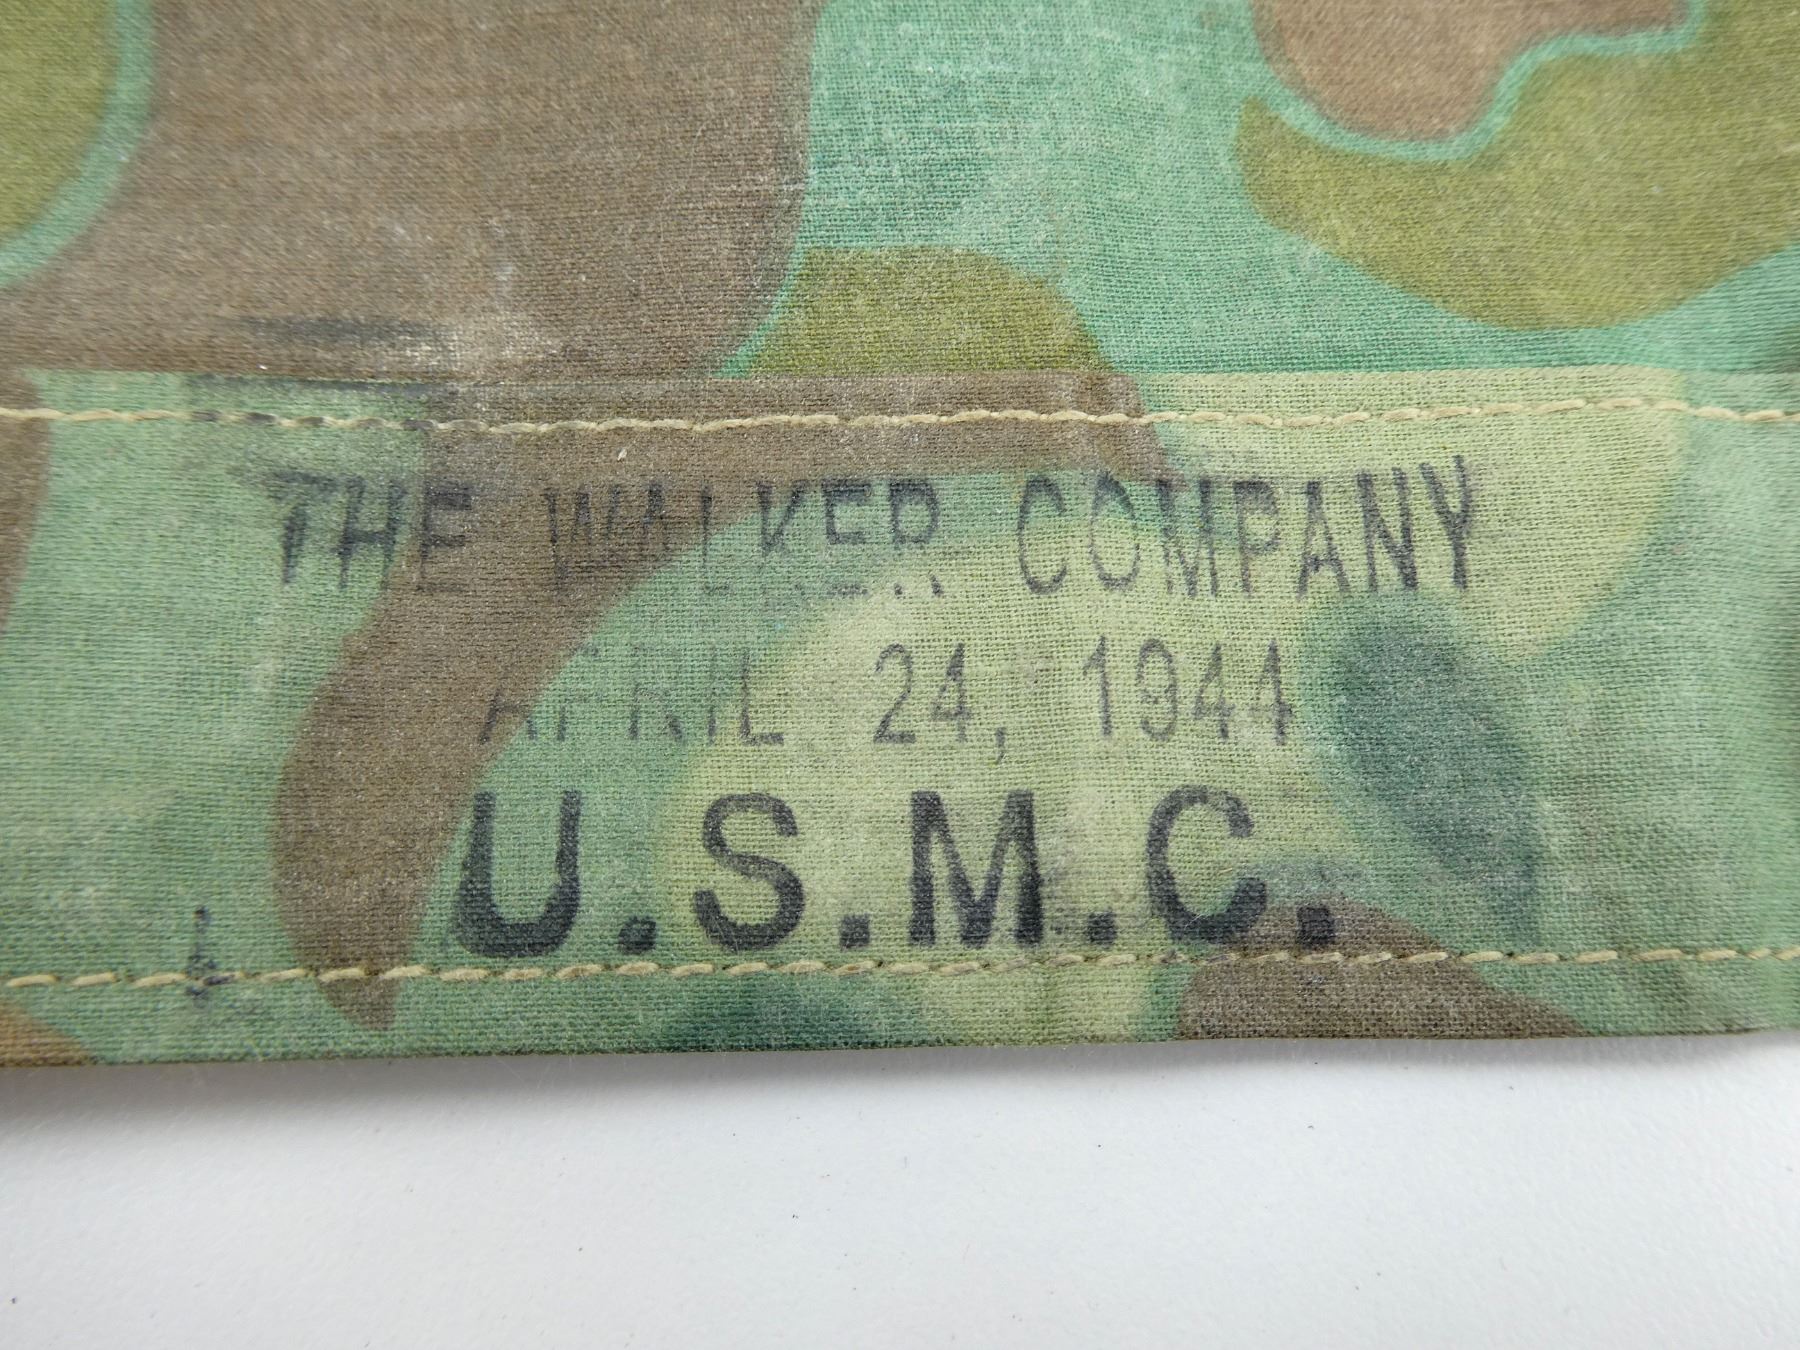 THE WALKER COMPANY
APRIL 24, 1944
U.S.M.C.